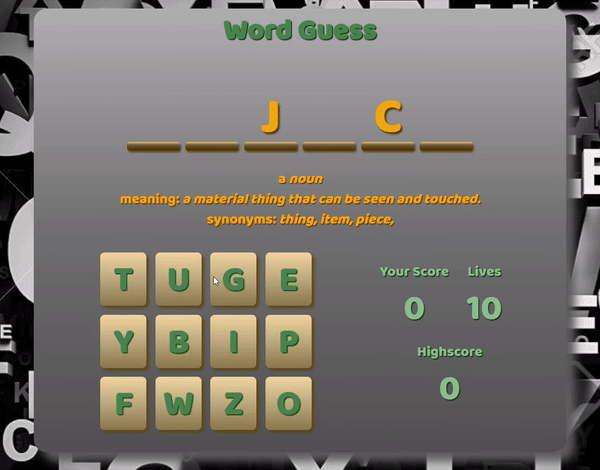 Word Guess
J C
a noun
meaning: a material thing that can be seen and touched.
synonyms: thing, item, piece,
T U G E
Y B I P
F W Z O
Your Score Lives
0 10
Highscore
0